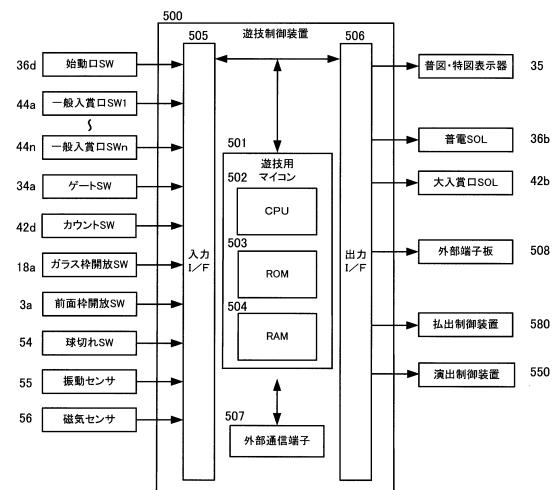 500
遊技制御装置
505
506
36d
始動口SW
44a
一般入賞口SW1
〜
44n
一般入賞口SWn
34a
ゲートSW
42d
カウントSW
18a
ガラス枠開放SW
3a
前面枠開放SW
54
球切れSW
55
振動センサ
56
磁気センサ
入力
I/F
501
遊技用
マイコン
502
CPU
503
ROM
504
RAM
507
外部通信端子
出力
I/F
普図・特図表示器
35
普電SOL
36b
大入賞口SOL
42b
外部端子板
508
払出制御装置
580
演出制御装置
550